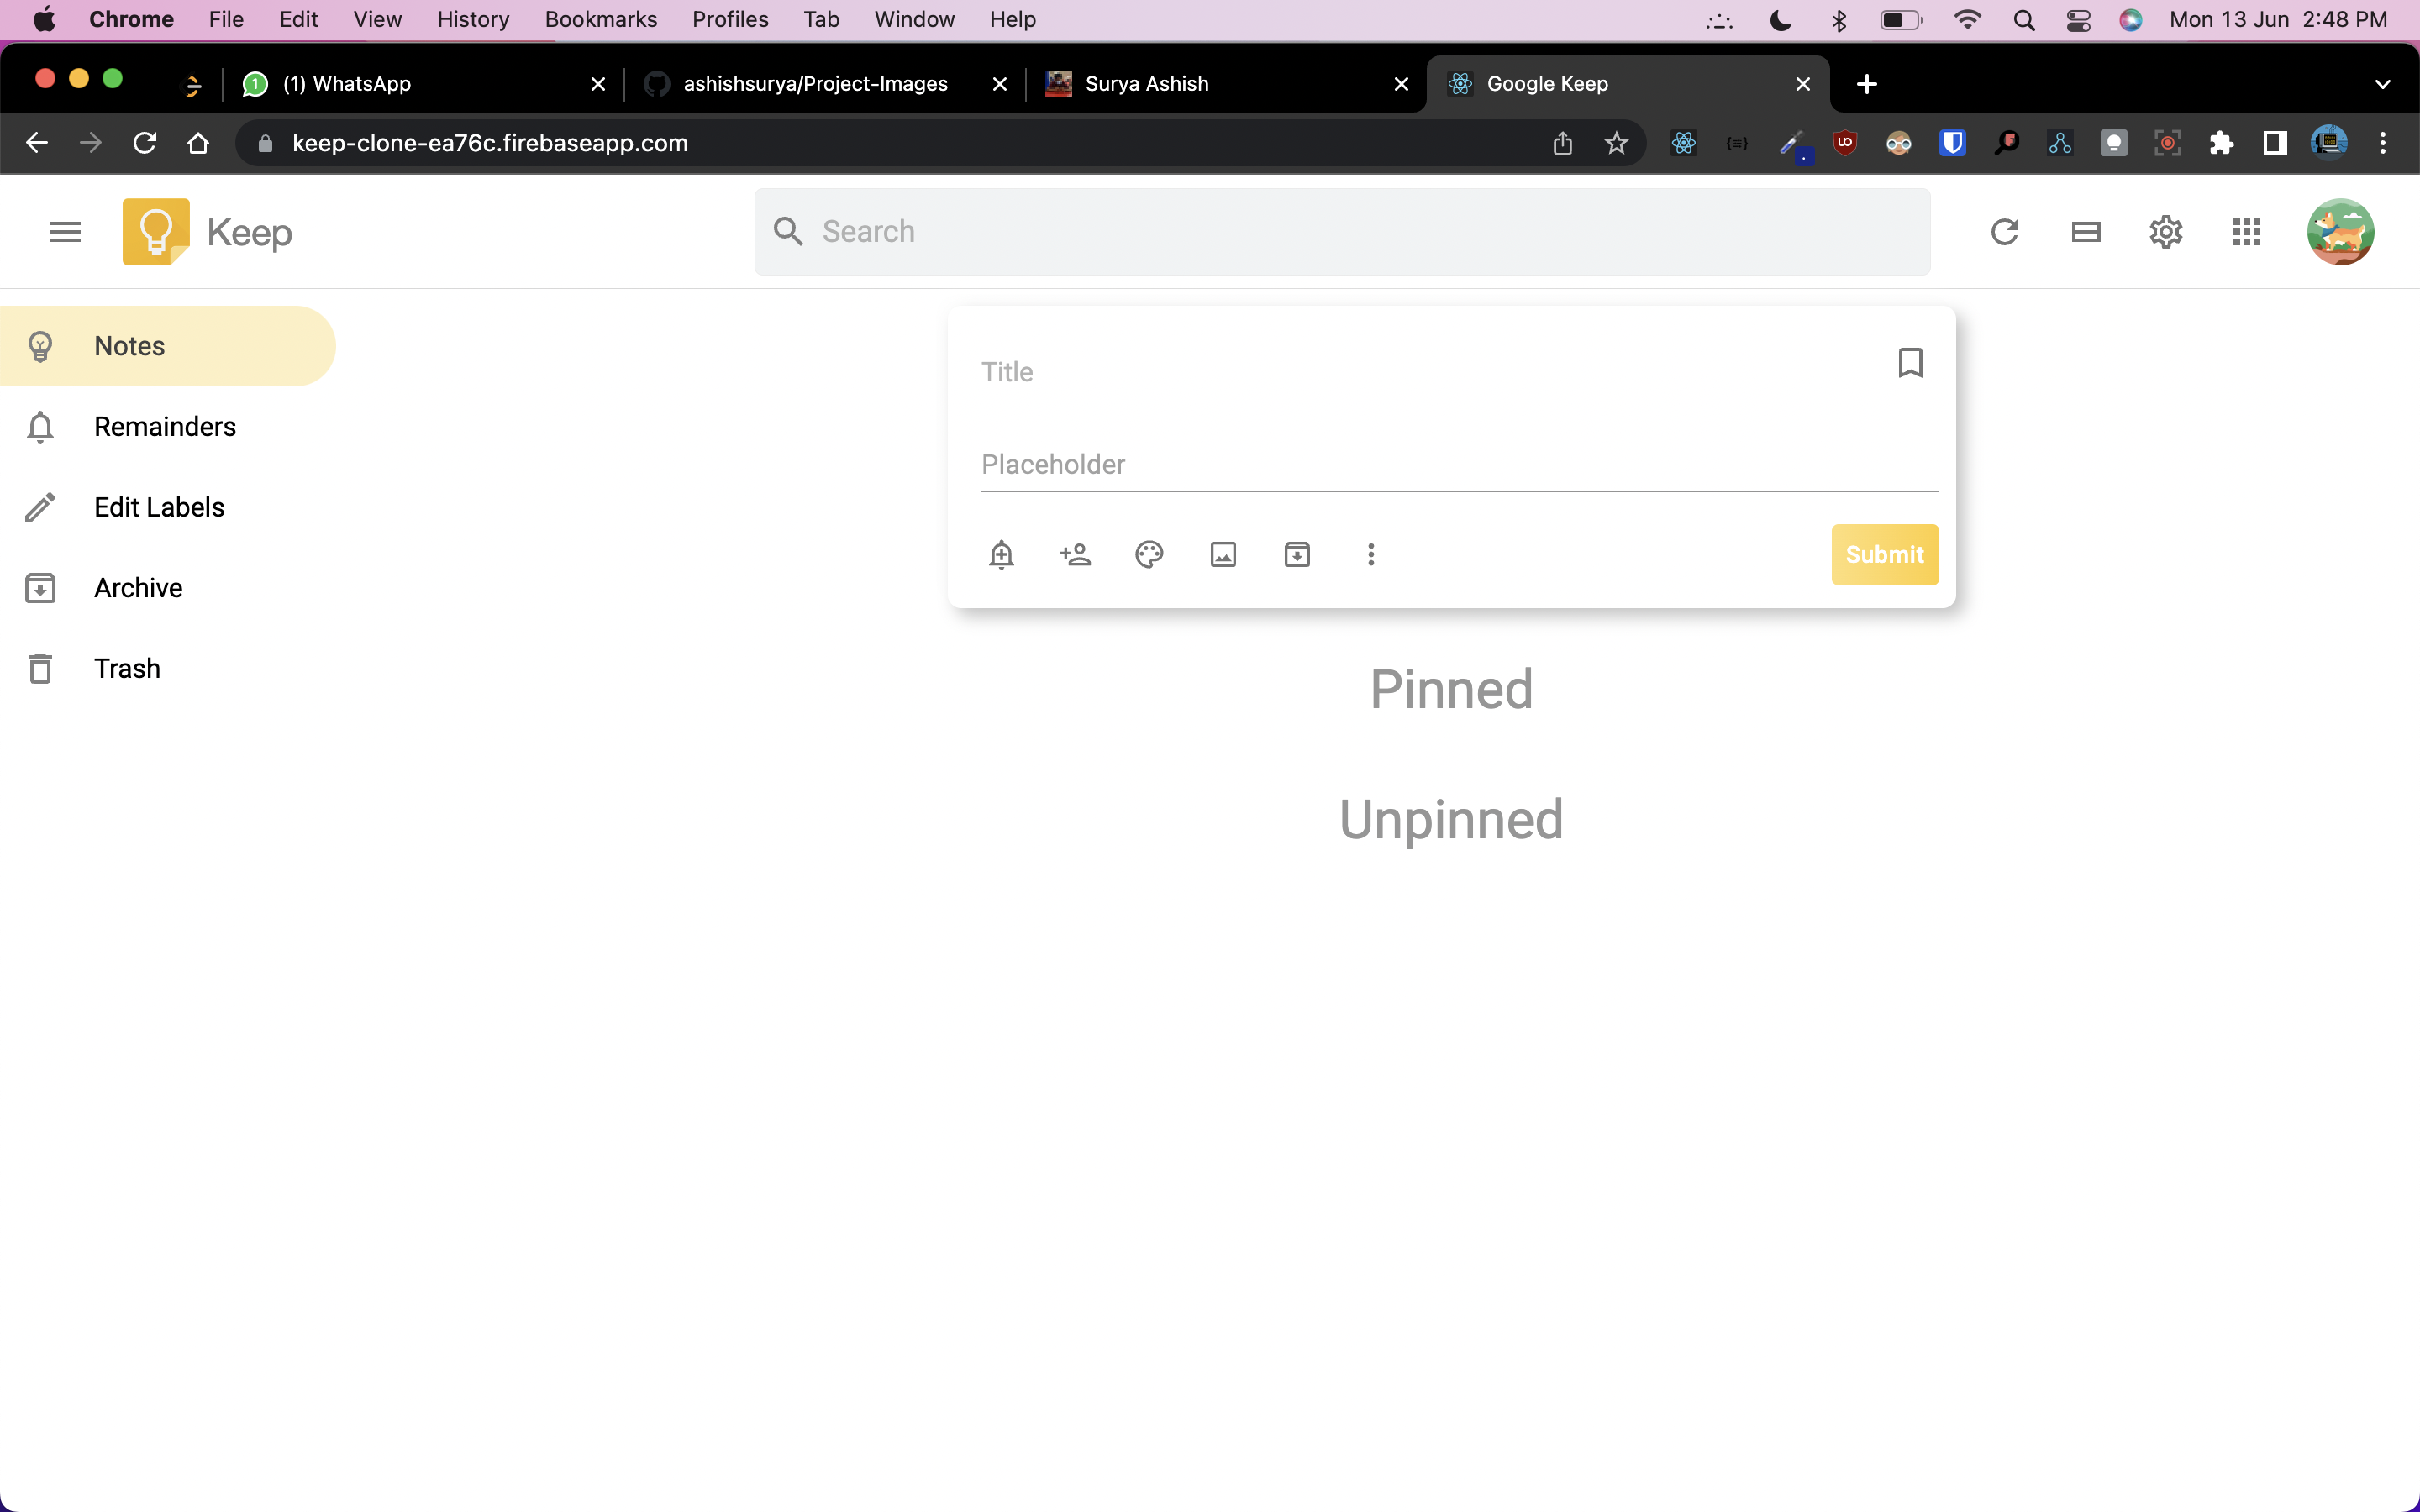 Chrome File Edit View History Bookmarks Profiles Tab Window Help Mon 13 Jun 2:48 PM
1 (1) WhatsApp ashishsurya/Project-Images Surya Ashish Google Keep
keep-clone-ea76c.firebaseapp.com
Keep Search
Notes
Remainders
Edit Labels
Archive
Trash
Title
Placeholder
Submit
Pinned
Unpinned